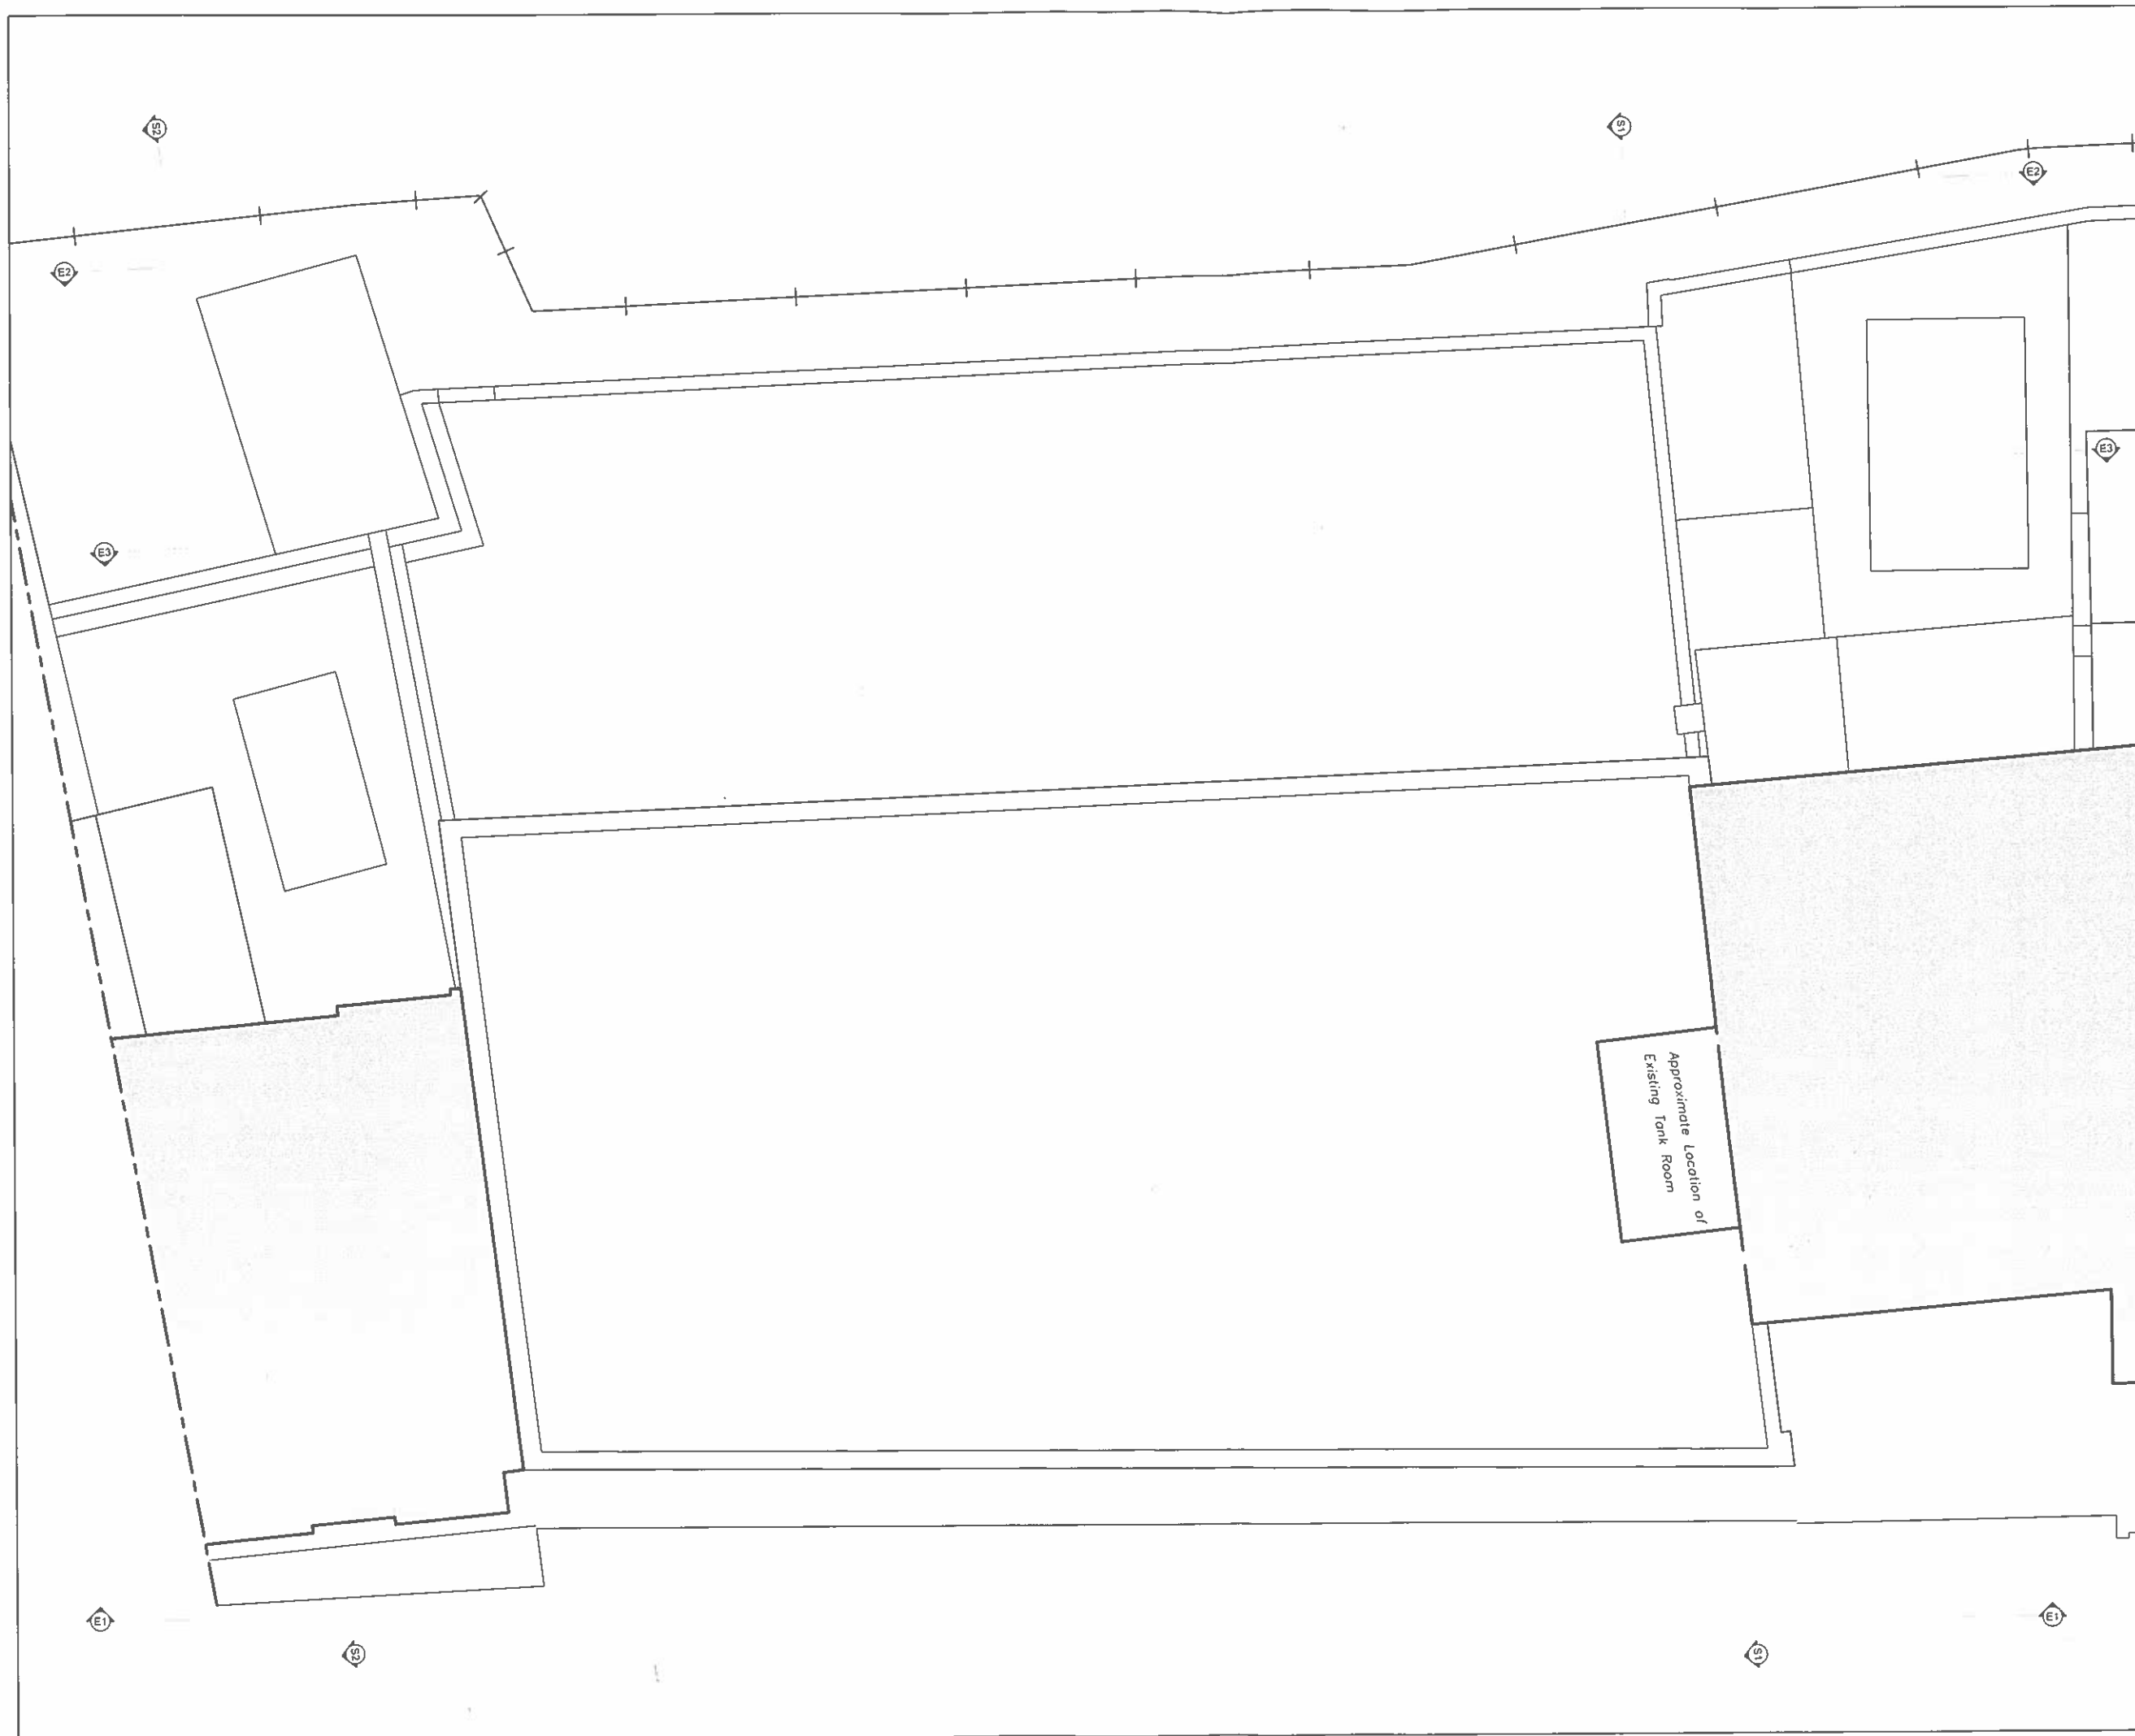 S2
S1
E2
E2
E3
E3
Approximate Location of
Existing Tank Room
E1
E1
S2
S1